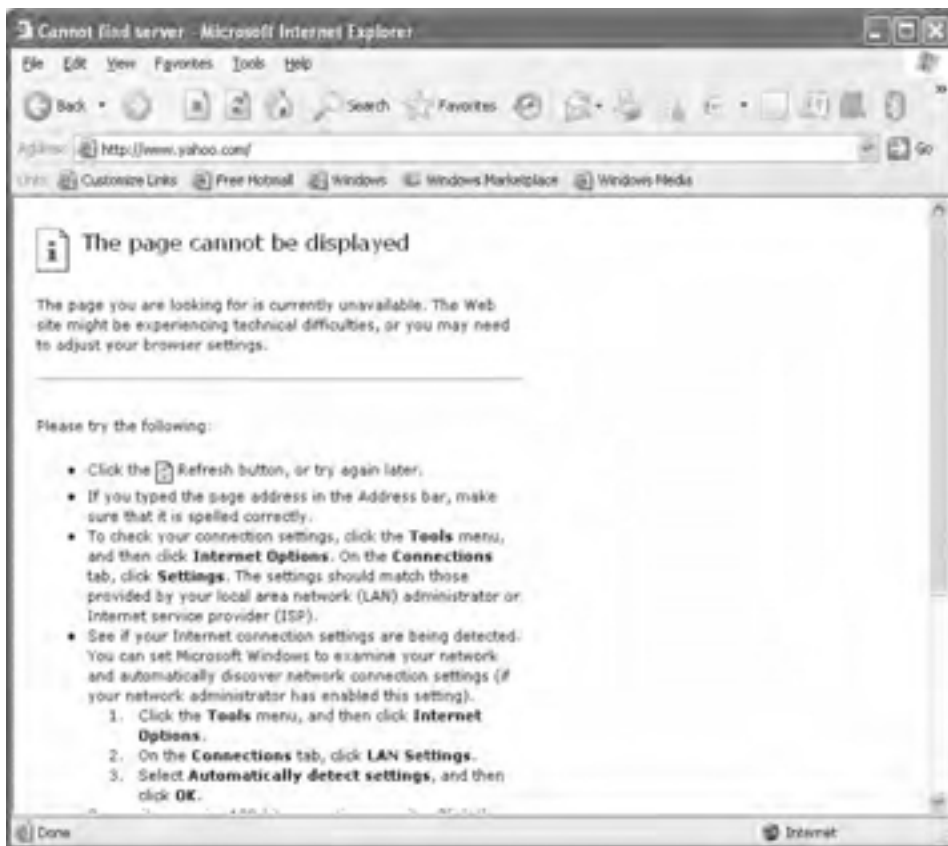 Cannot find server - Microsoft Internet Explorer
File Edit View Favorites Tools Help
Back Search Favorites
Address http://www.yahoo.com/ Go
Links Customize Links Free Hotmail Windows Windows Marketplace Windows Media
The page cannot be displayed
The page you are looking for is currently unavailable. The Web
site might be experiencing technical difficulties, or you may need
to adjust your browser settings.
Please try the following:
Click the Refresh button, or try again later.
If you typed the page address in the Address bar, make
sure that it is spelled correctly.
To check your connection settings, click the Tools menu,
and then click Internet Options. On the Connections
tab, click Settings. The settings should match those
provided by your local area network (LAN) administrator or
Internet service provider (ISP).
See if your Internet connection settings are being detected.
You can set Microsoft Windows to examine your network
and automatically discover network connection settings (if
your network administrator has enabled this setting).
1. Click the Tools menu, and then click Internet
Options.
2. On the Connections tab, click LAN Settings.
3. Select Automatically detect settings, and then
click OK.
Done Internet